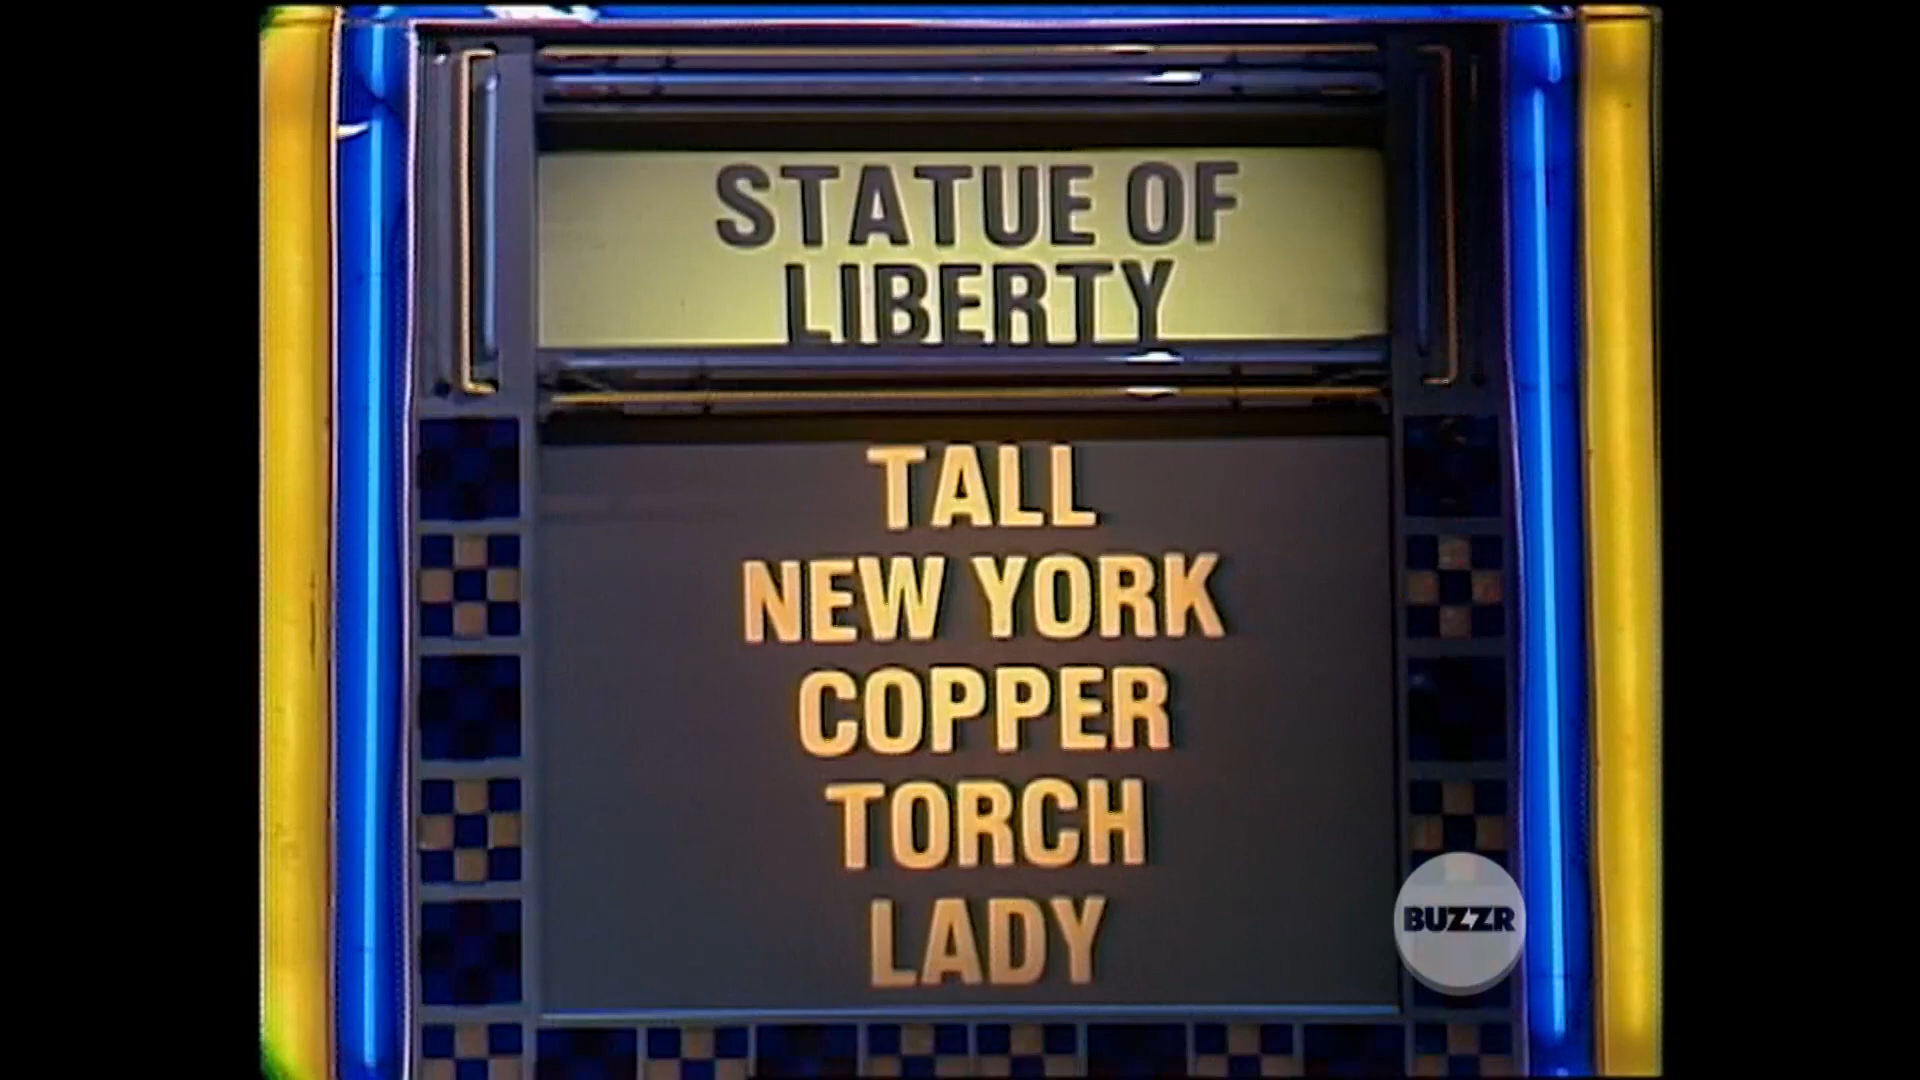 STATUE OF
LIBERTY
TALL
NEW YORK
COPPER
TORCH
LADY
BUZZR